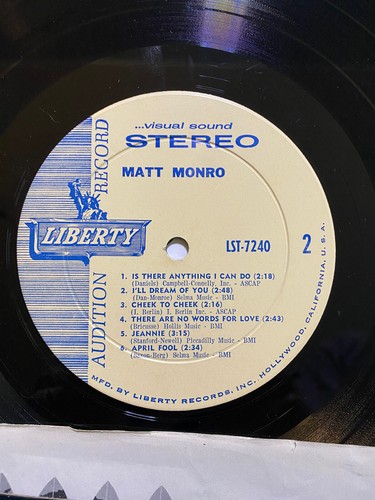 ...visual sound
STEREO
MATT MONRO
AUDITION RECORD
LIBERTY
LST-7240
2
1. IS THERE ANYTHING I CAN DO (2:18)
(Daniels) Campbell-Connelly, Inc. - ASCAP
2. I'LL DREAM OF YOU (2:48)
(Dan-Monroe) Selma Music - BMI
3. CHEEK TO CHEEK (2:16)
(I. Berlin) I. Berlin Inc. - ASCAP
4. THERE ARE NO WORDS FOR LOVE (2:43)
(Bricusse) Hollis Music - BMI
5. JEANNIE (3:15)
(Stanford-Newell) Piccadilly Music - BMI
6. APRIL FOOL (2:34)
Selma Music - BMI
MFD. BY LIBERTY RECORDS, INC. HOLLYWOOD, CALIFORNIA, U. S. A.